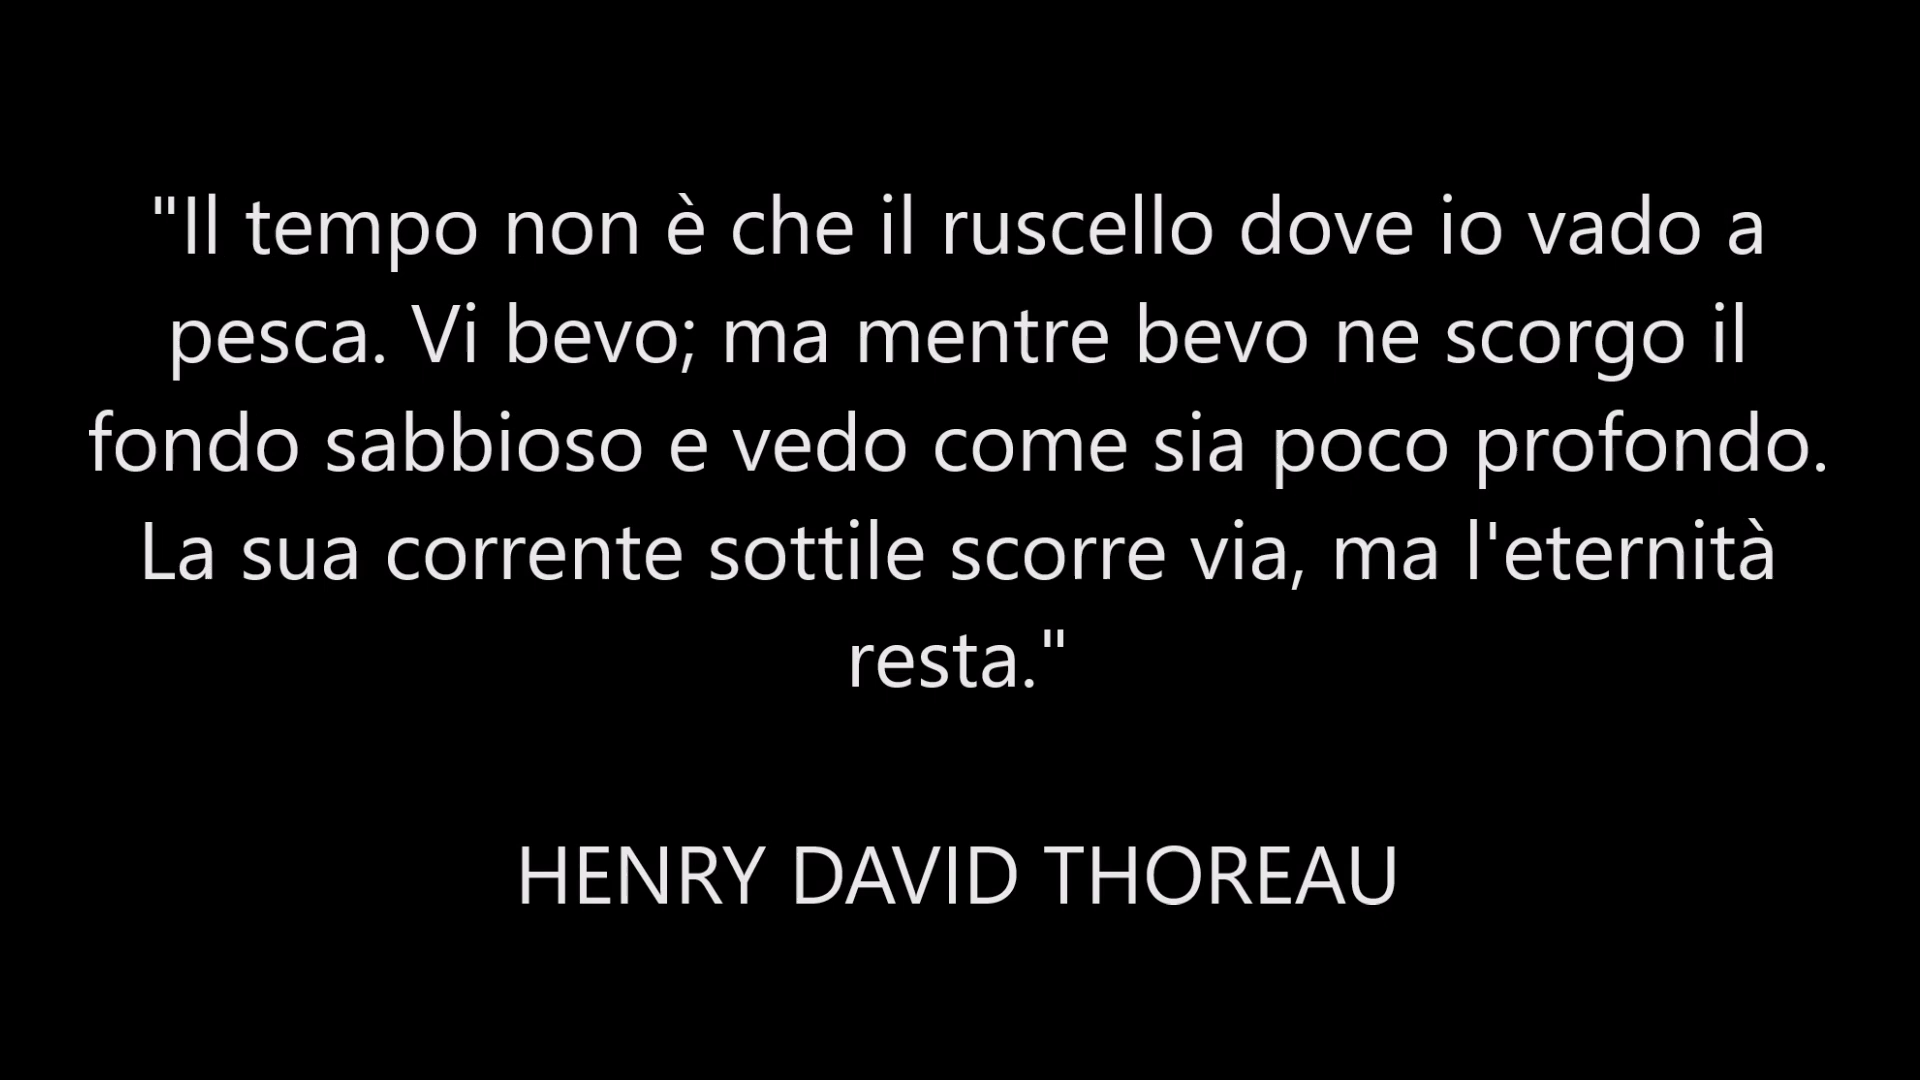 "Il tempo non è che il ruscello dove io vado a
pesca. Vi bevo; ma mentre bevo ne scorgo il
fondo sabbioso e vedo come sia poco profondo.
La sua corrente sottile scorre via, ma l'eternità
resta."
HENRY DAVID THOREAU